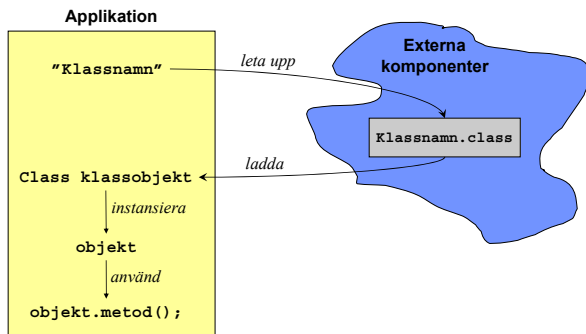 Applikation
”Klassnamn”
leta upp
Externa
komponenter
Klassnamn.class
ladda
Class klassobjekt
instansiera
objekt
använd
objekt.metod();